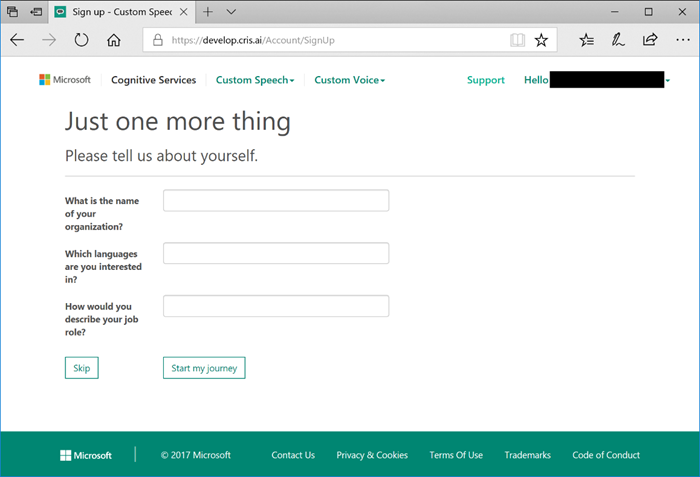 Sign up - Custom Speec
https://develop.cris.ai/Account/SignUp
Microsoft Cognitive Services Custom Speech Custom Voice Support Hello
Just one more thing
Please tell us about yourself.
What is the name
of your
organization?
Which languages
are you interested
in?
How would you
describe your job
role?
Skip Start my journey
Microsoft © 2017 Microsoft Contact Us Privacy & Cookies Terms Of Use Trademarks Code of Conduct